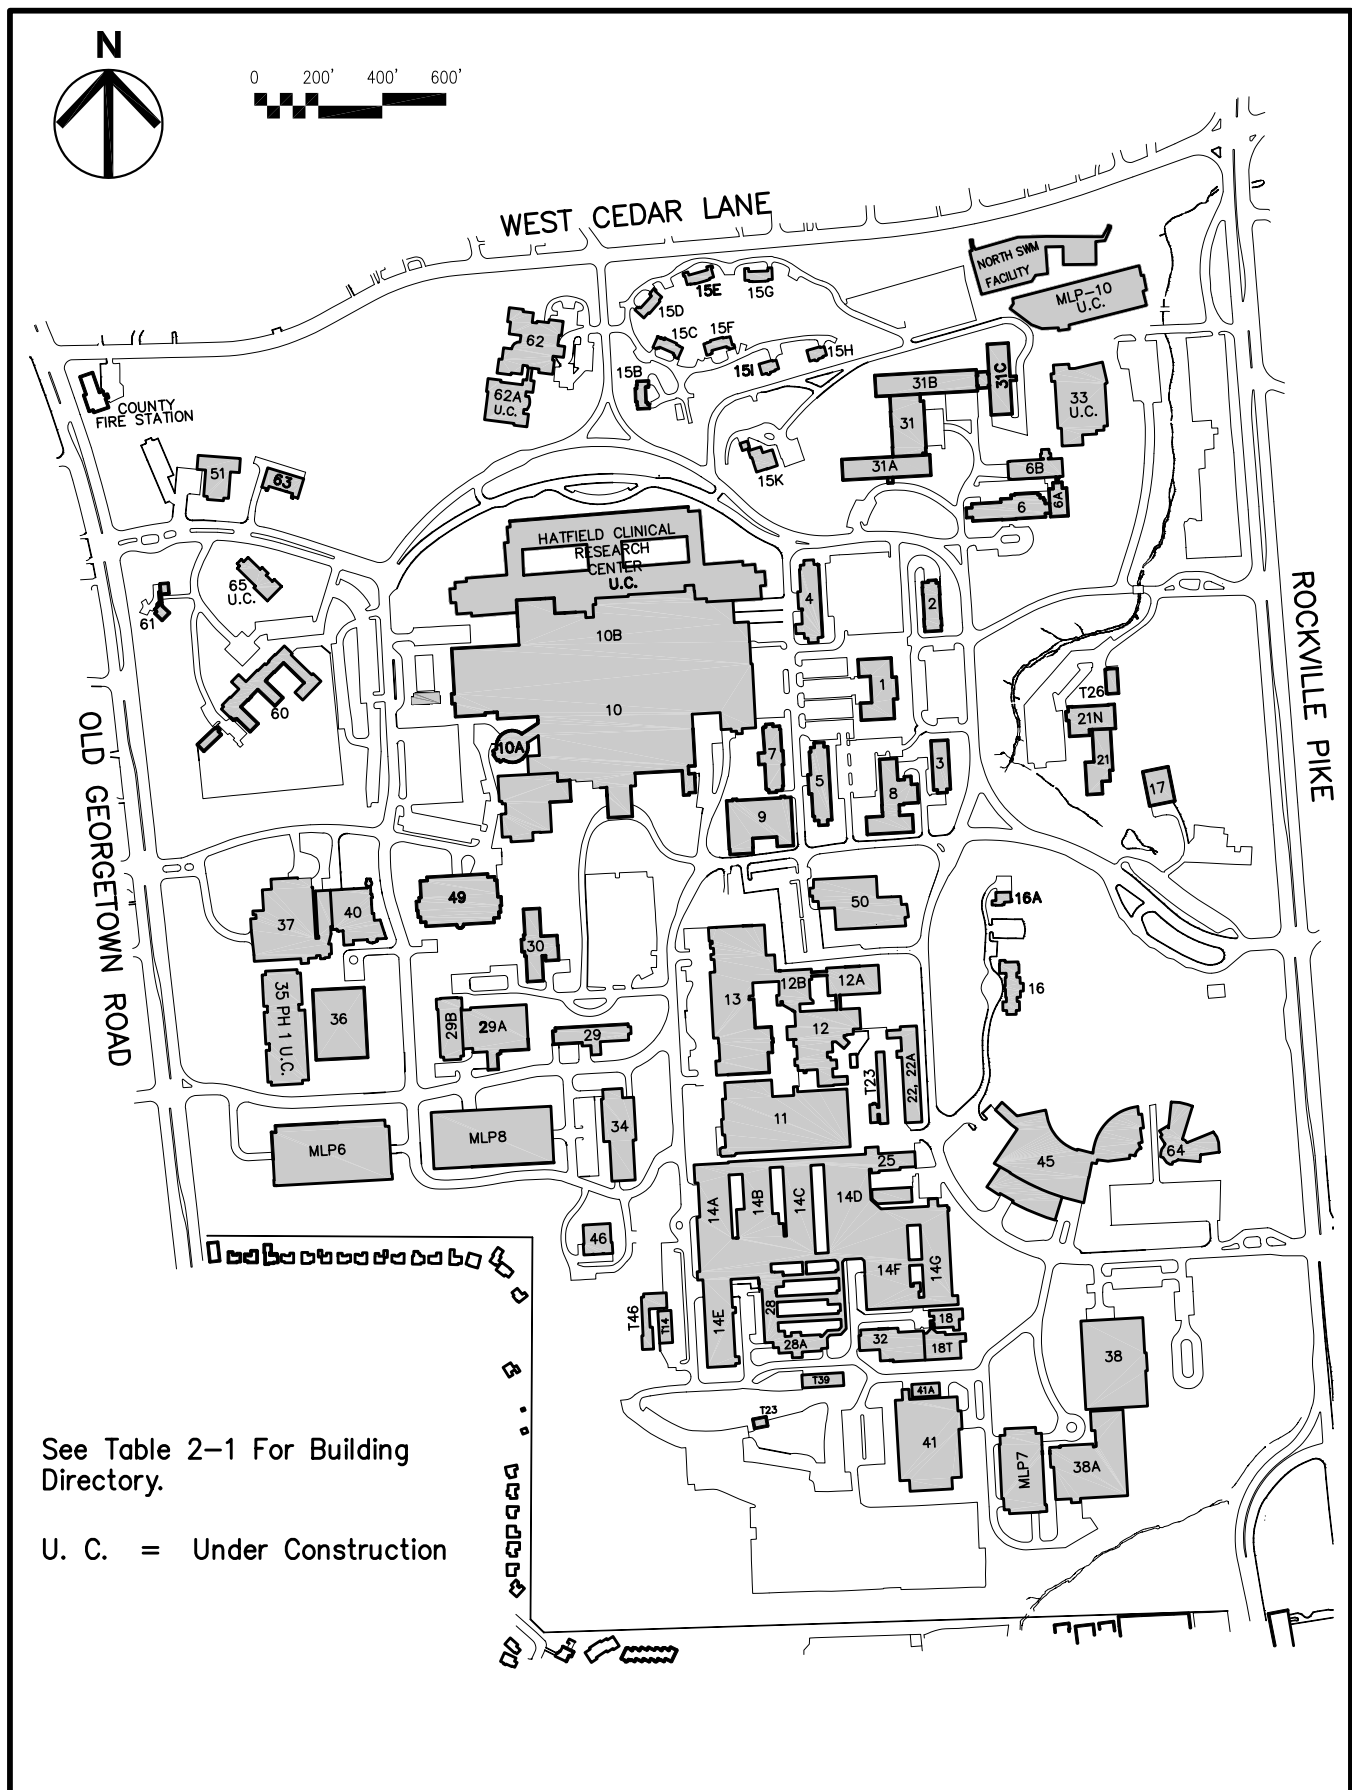 N
0 200' 400' 600'
WEST CEDAR LANE
NORTH SWM
FACILITY
MLP-10
U.C.
15E
15G
15D
15C
15F
15H
15I
15B
15K
62
62A
U.C.
31B
31C
31
31A
33
U.C.
6B
6A
6
COUNTY
FIRE STATION
51
63
65
U.C.
61
60
HATFIELD CLINICAL
RESEARCH
CENTER
U.C.
10B
10
10A
4
2
1
7
5
8
3
9
T26
21N
21
17
ROCKVILLE PIKE
OLD GEORGETOWN ROAD
37
40
49
30
50
16A
16
35 PH 1 U.C.
36
29B
29A
29
13
12B
12A
12
T23
22, 22A
11
34
MLP6
MLP8
25
45
64
46
14A
14B
14C
14D
14F
14G
14E
28
28A
T46
T14
32
18
18T
T39
41A
T23
41
38
38A
MLP7
See Table 2-1 For Building
Directory.
U. C. = Under Construction